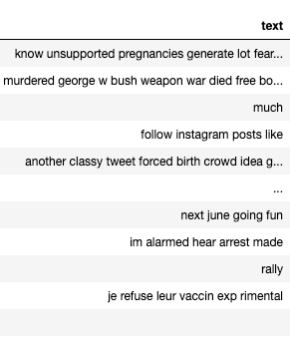 text
know unsupported pregnancies generate lot fear...
murdered george w bush weapon war died free bo...
much
follow instagram posts like
another classy tweet forced birth crowd idea g...
...
next june going fun
im alarmed hear arrest made
rally
je refuse leur vaccin exp rimental